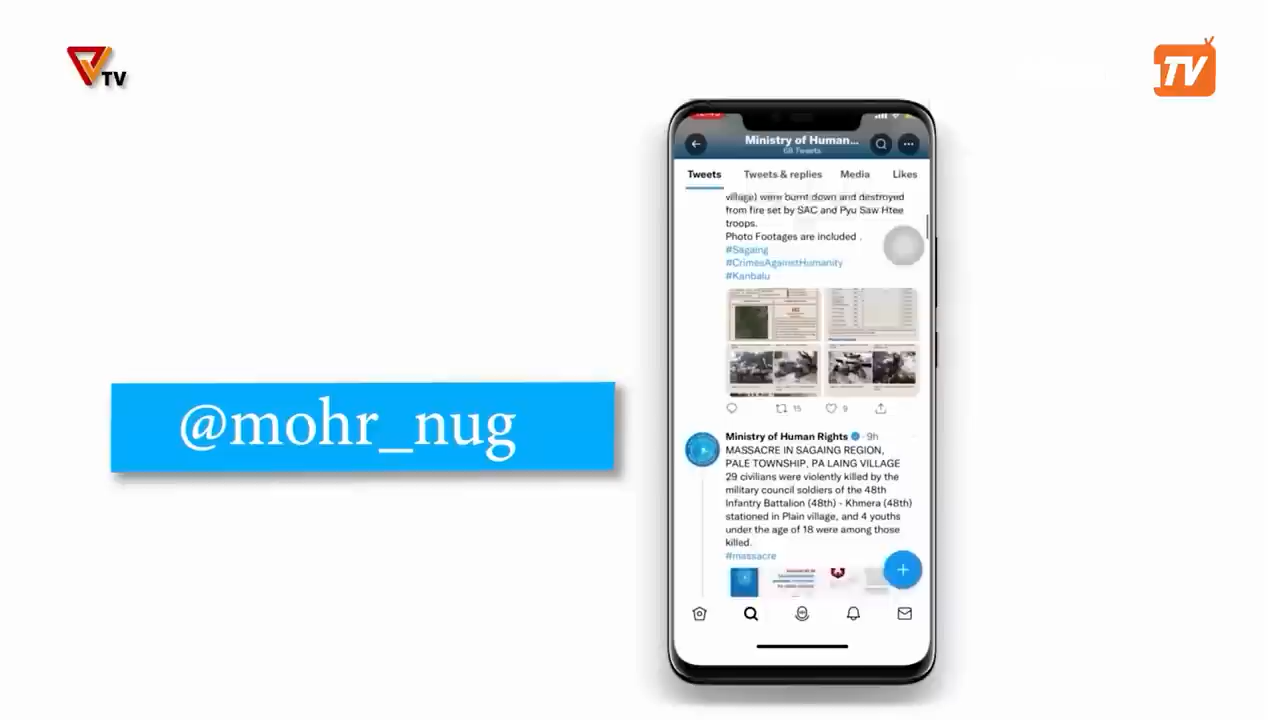 TV
TV
Ministry of Human...
68 Tweets
Tweets
Tweets & replies
Media
Likes
village) were burnt down and destroyed
from fire set by SAC and Pyu Saw Htee
troops.
Photo Footages are included .
#Sagaing
#CrimesAgainstHumanity
#Kanbalu
15
9
@mohr_nug
Ministry of Human Rights · 9h
MASSACRE IN SAGAING REGION,
PALE TOWNSHIP, PA LAING VILLAGE
29 civilians were violently killed by the
military council soldiers of the 48th
Infantry Battalion (48th) - Khmera (48th)
stationed in Plain village, and 4 youths
under the age of 18 were among those
killed.
#massacre